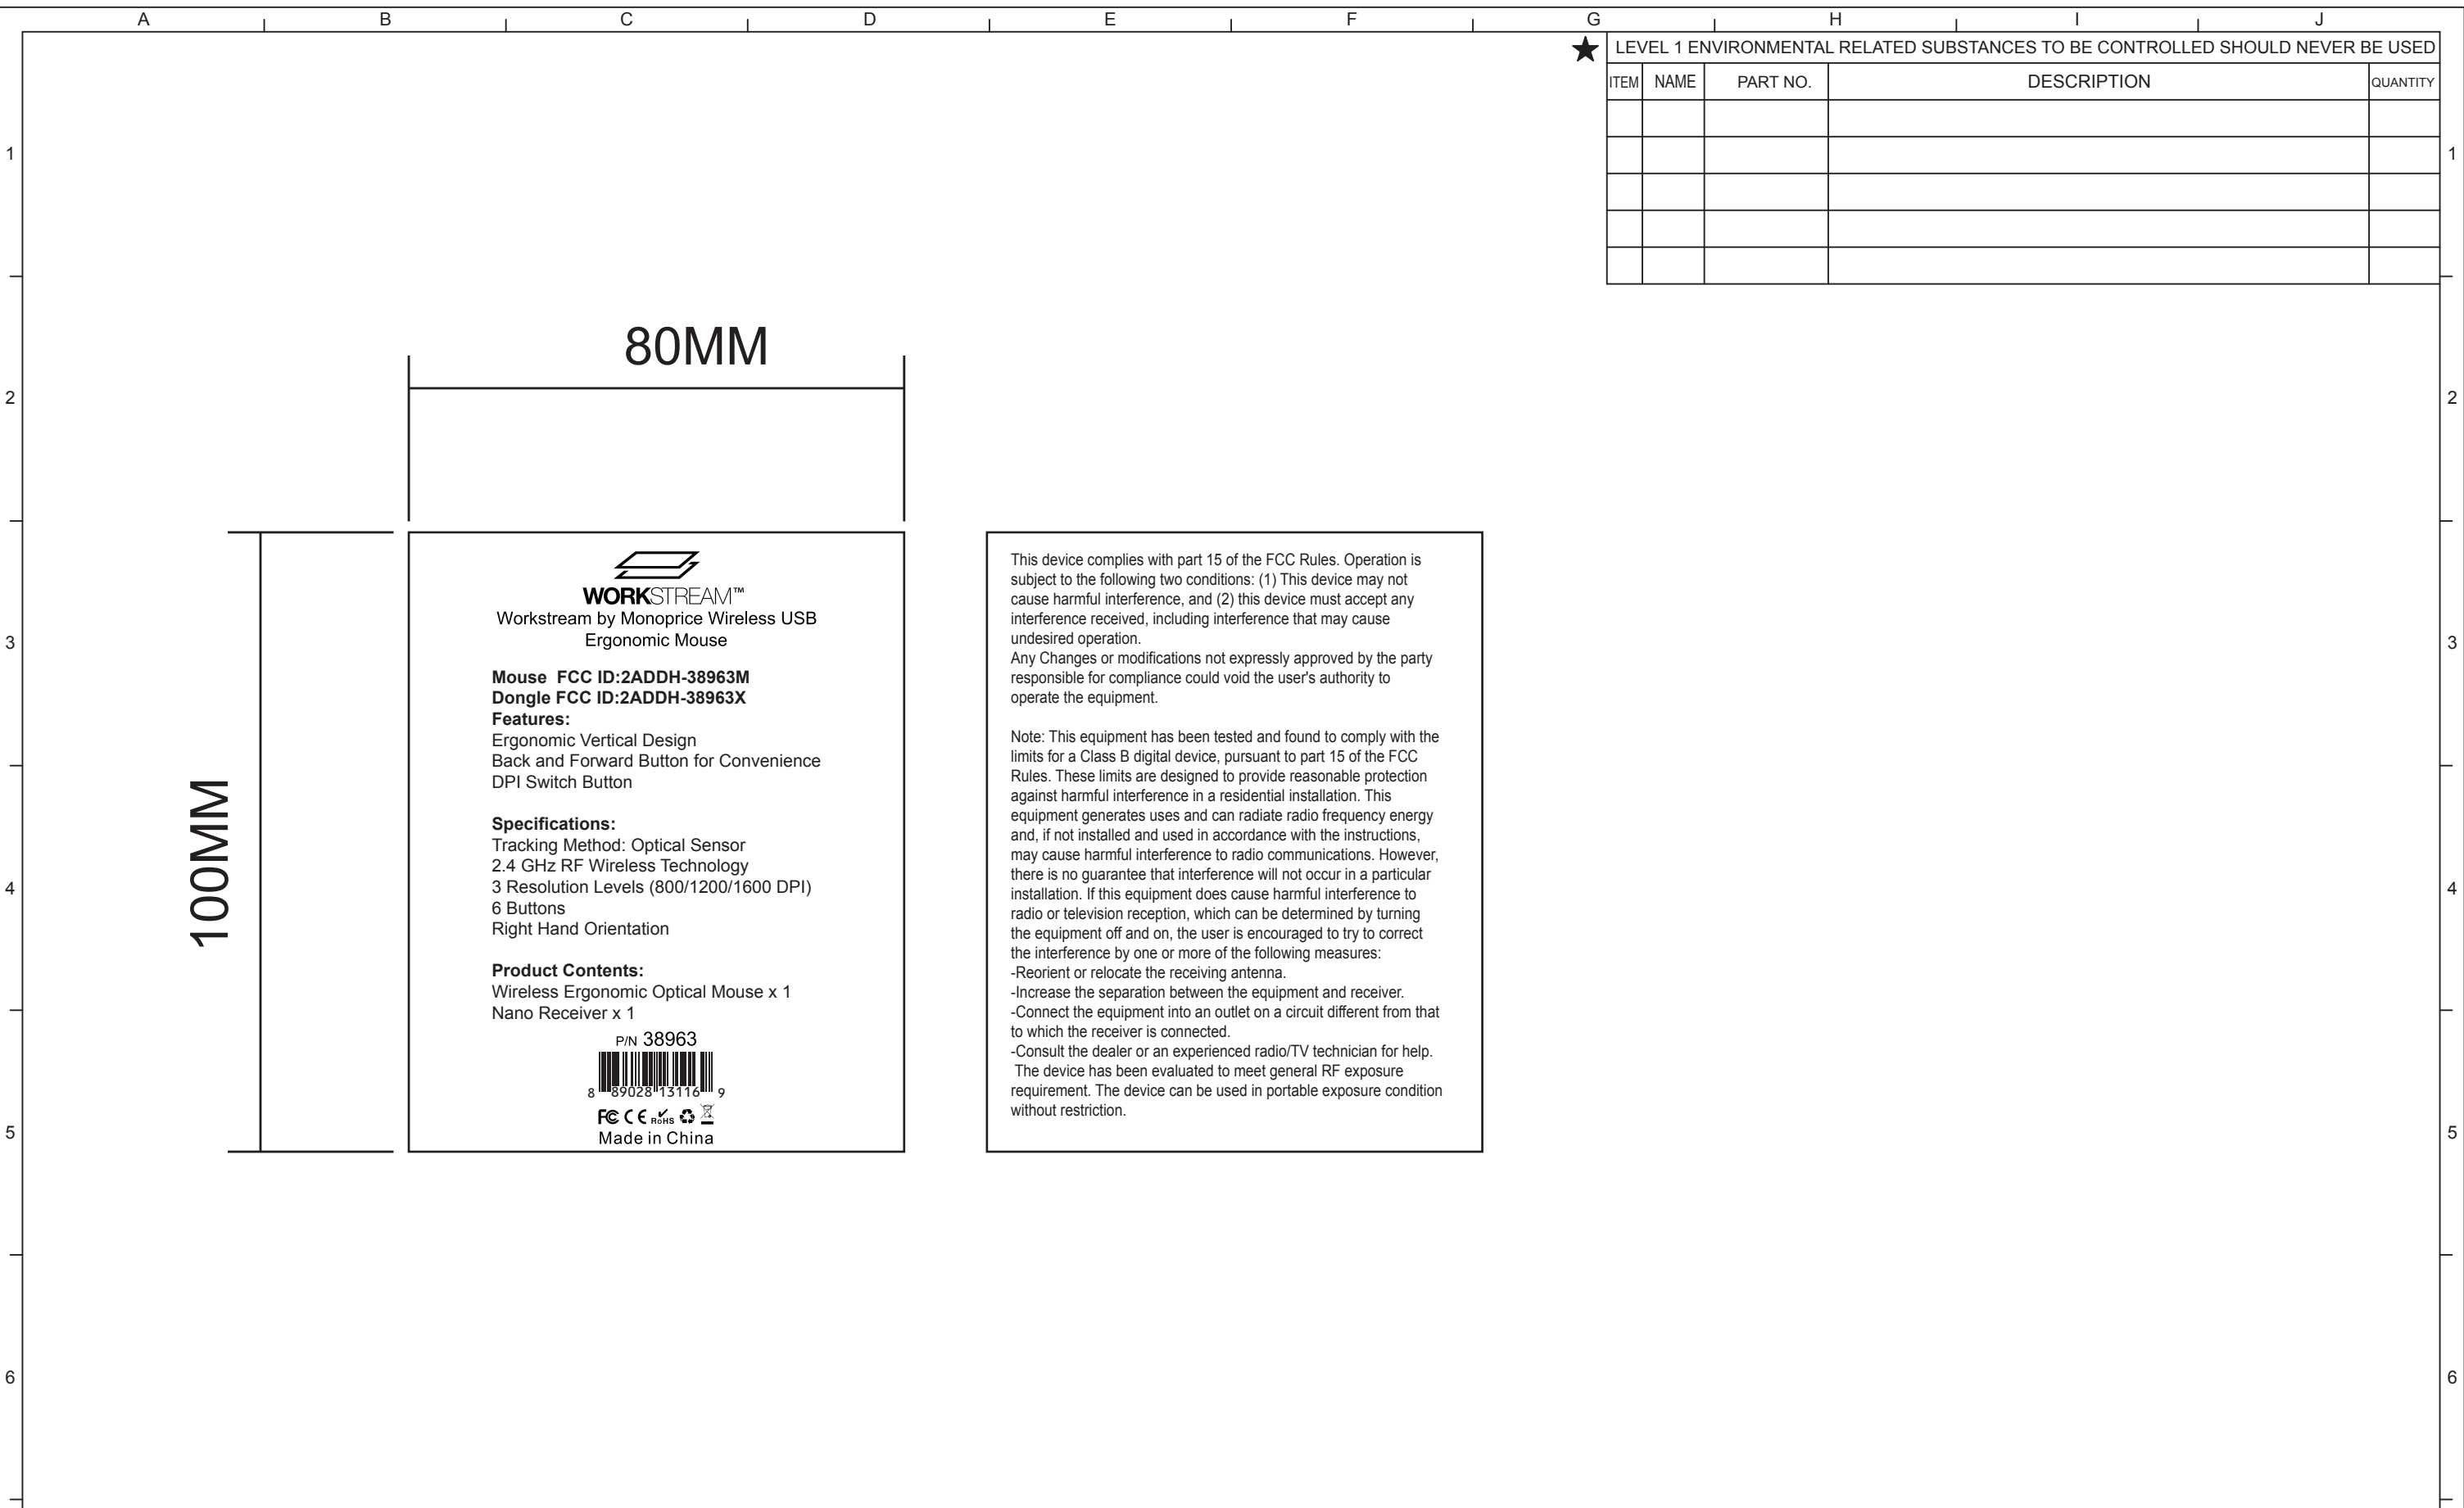 A B C D E F G H I J
★ LEVEL 1 ENVIRONMENTAL RELATED SUBSTANCES TO BE CONTROLLED SHOULD NEVER BE USED
ITEM NAME PART NO. DESCRIPTION QUANTITY
1 1
80MM
2 2
100MM
WORKSTREAM™
Workstream by Monoprice Wireless USB
Ergonomic Mouse
Mouse FCC ID:2ADDH-38963M
Dongle FCC ID:2ADDH-38963X
Features:
Ergonomic Vertical Design
Back and Forward Button for Convenience
DPI Switch Button
Specifications:
Tracking Method: Optical Sensor
2.4 GHz RF Wireless Technology
3 Resolution Levels (800/1200/1600 DPI)
6 Buttons
Right Hand Orientation
Product Contents:
Wireless Ergonomic Optical Mouse x 1
Nano Receiver x 1
P/N 38963
8 89028 13116 9
FC CE RoHS
Made in China
This device complies with part 15 of the FCC Rules. Operation is
subject to the following two conditions: (1) This device may not
cause harmful interference, and (2) this device must accept any
interference received, including interference that may cause
undesired operation.
Any Changes or modifications not expressly approved by the party
responsible for compliance could void the user's authority to
operate the equipment.
Note: This equipment has been tested and found to comply with the
limits for a Class B digital device, pursuant to part 15 of the FCC
Rules. These limits are designed to provide reasonable protection
against harmful interference in a residential installation. This
equipment generates uses and can radiate radio frequency energy
and, if not installed and used in accordance with the instructions,
may cause harmful interference to radio communications. However,
there is no guarantee that interference will not occur in a particular
installation. If this equipment does cause harmful interference to
radio or television reception, which can be determined by turning
the equipment off and on, the user is encouraged to try to correct
the interference by one or more of the following measures:
-Reorient or relocate the receiving antenna.
-Increase the separation between the equipment and receiver.
-Connect the equipment into an outlet on a circuit different from that
to which the receiver is connected.
-Consult the dealer or an experienced radio/TV technician for help.
The device has been evaluated to meet general RF exposure
requirement. The device can be used in portable exposure condition
without restriction.
3 3
4 4
5 5
6 6